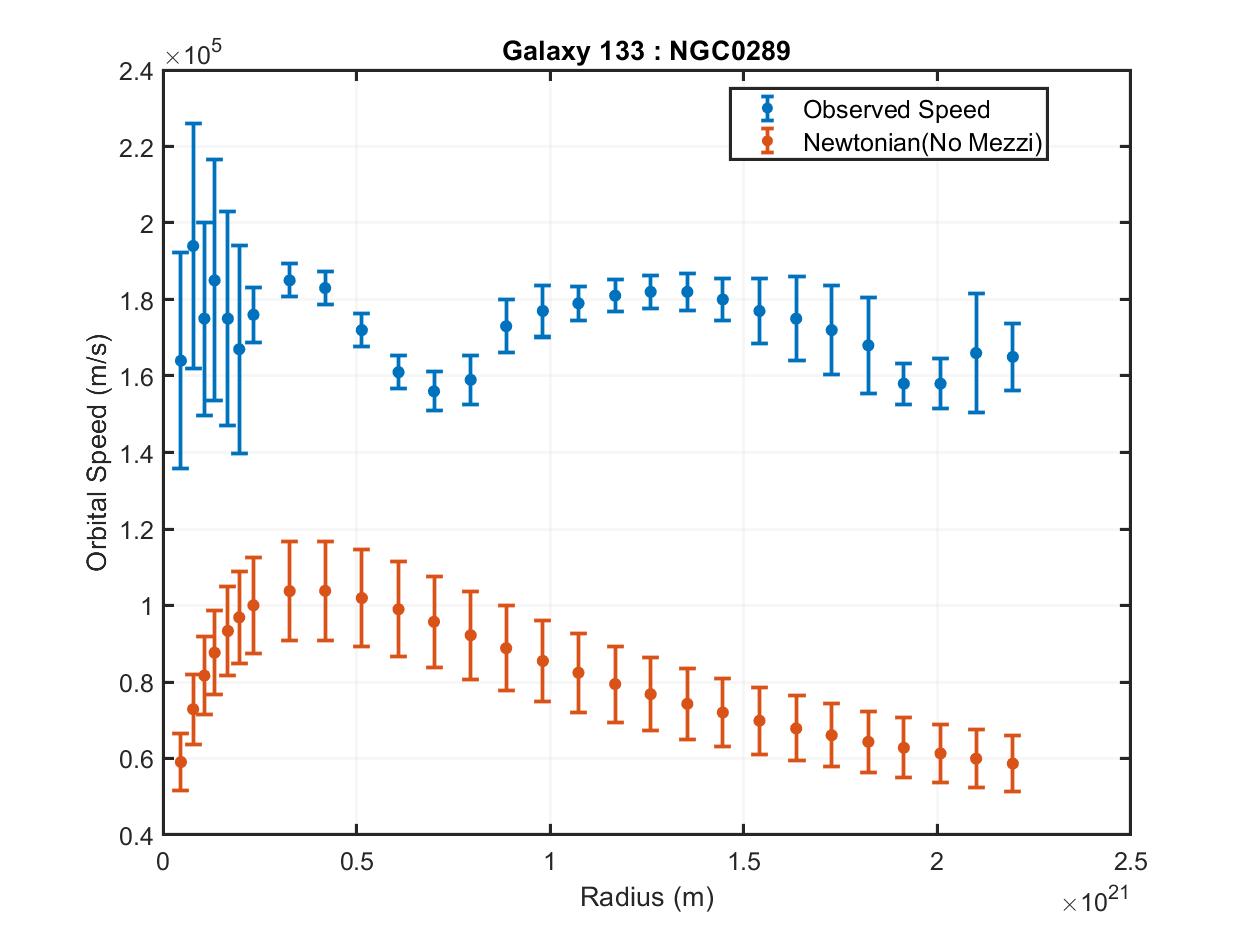 Galaxy 133 : NGC0289
×10^5
2.4
2.2
2
1.8
1.6
1.4
1.2
1
0.8
0.6
0.4
Orbital Speed (m/s)
Observed Speed
Newtonian(No Mezzi)
0 0.5 1 1.5 2 2.5
Radius (m)
×10^21